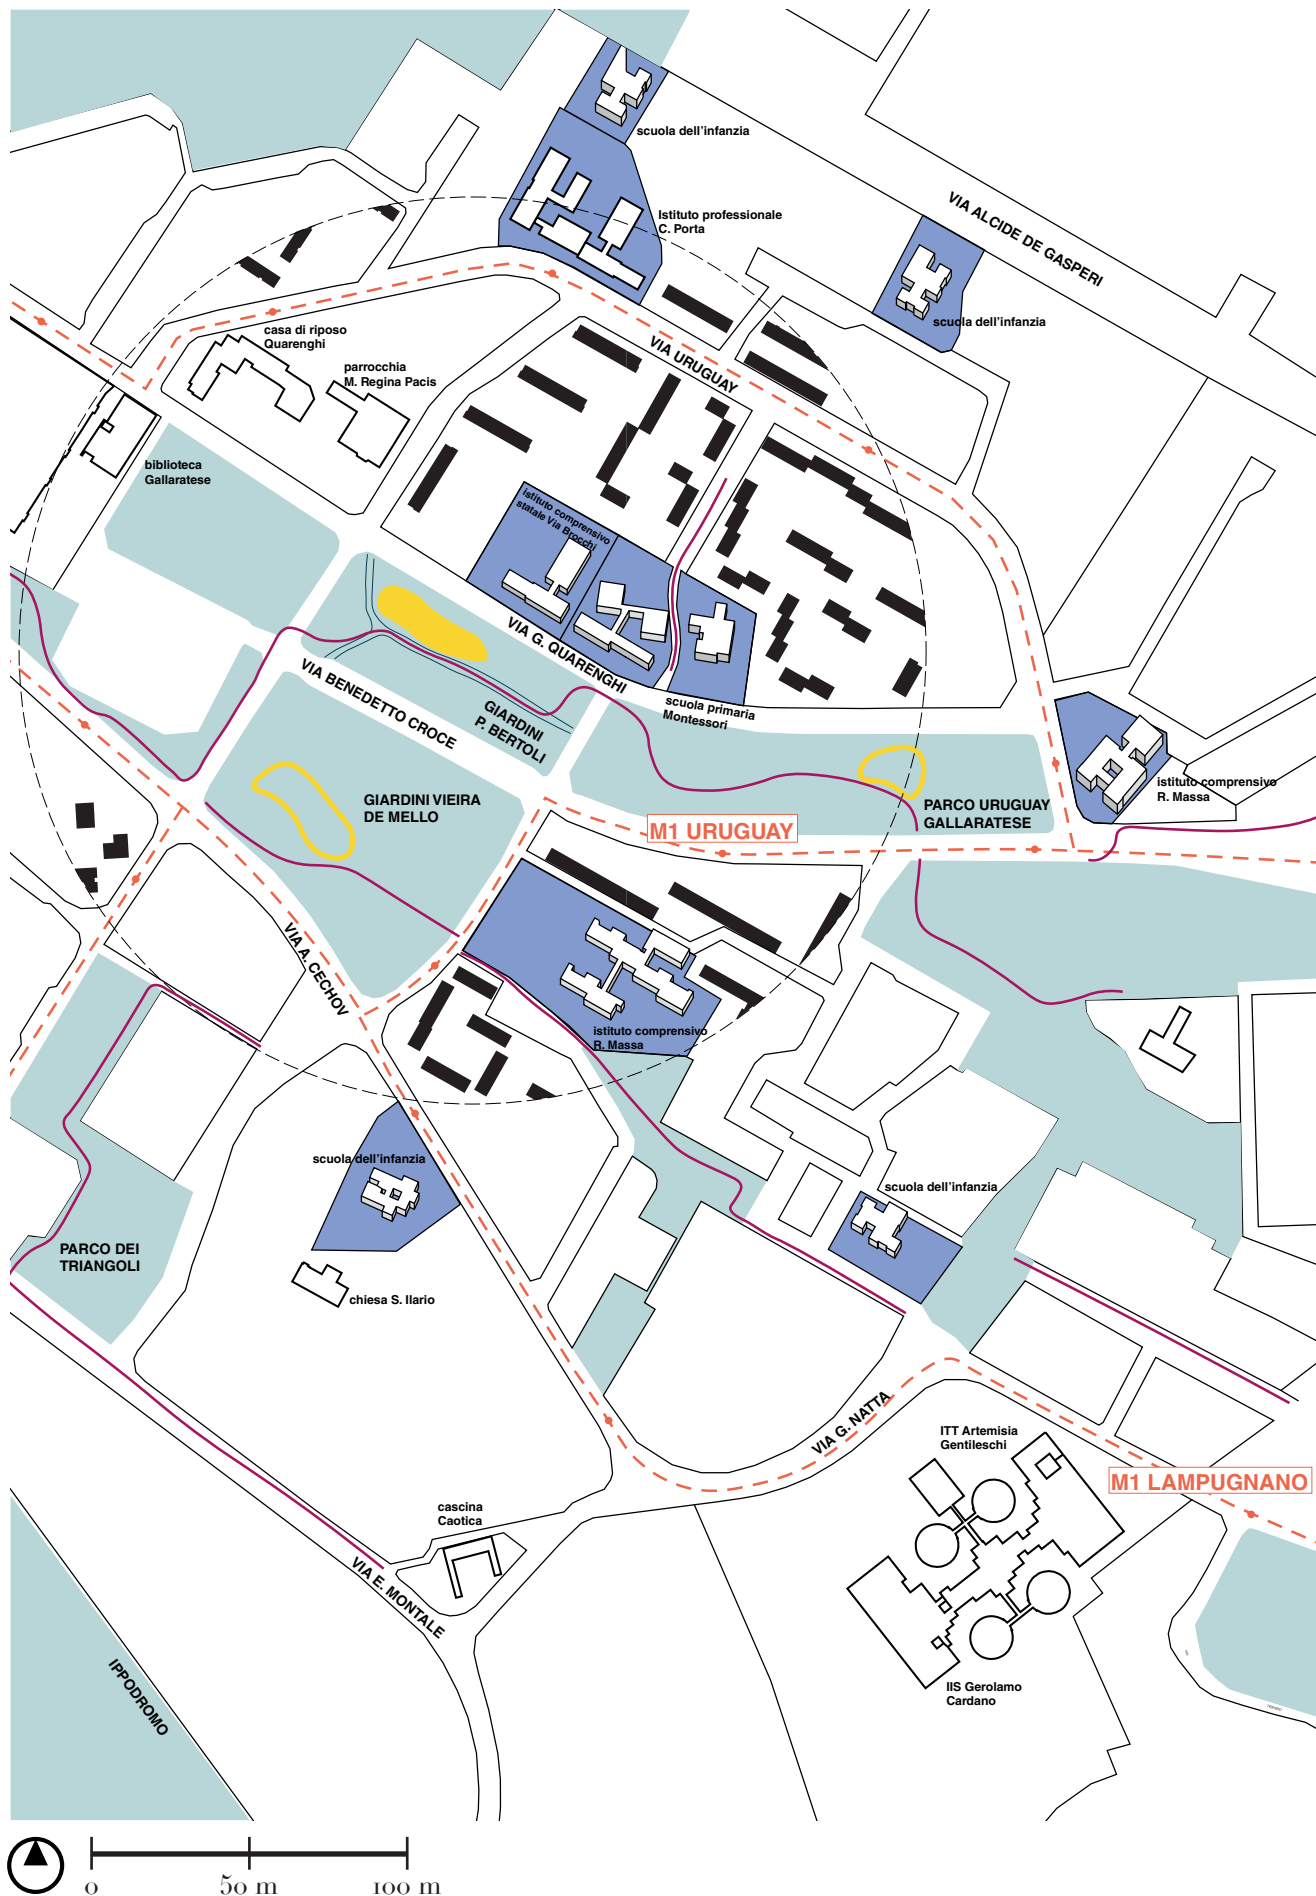 scuola dell'infanzia
VIA ALCIDE DE GASPERI
Istituto professionale
C. Porta
scuola dell'infanzia
casa di riposo
Quarenghi
VIA URUGUAY
parrocchia
M. Regina Pacis
biblioteca
Gallaratese
istituto comprensivo
statale Via Brocchi
VIA G. QUARENGHI
VIA BENEDETTO CROCE
GIARDINI
P. BERTOLI
scuola primaria
Montessori
istituto comprensivo
R. Massa
GIARDINI VIEIRA
DE MELLO
PARCO URUGUAY
GALLARATESE
M1 URUGUAY
VIA A. CECHOV
istituto comprensivo
R. Massa
scuola dell'infanzia
scuola dell'infanzia
PARCO DEI
TRIANGOLI
chiesa S. Ilario
VIA G. NATTA
ITT Artemisia
Gentileschi
M1 LAMPUGNANO
cascina
Caotica
VIA E. MONTALE
IPPODROMO
IIS Gerolamo
Cardano
0 50 m 100 m